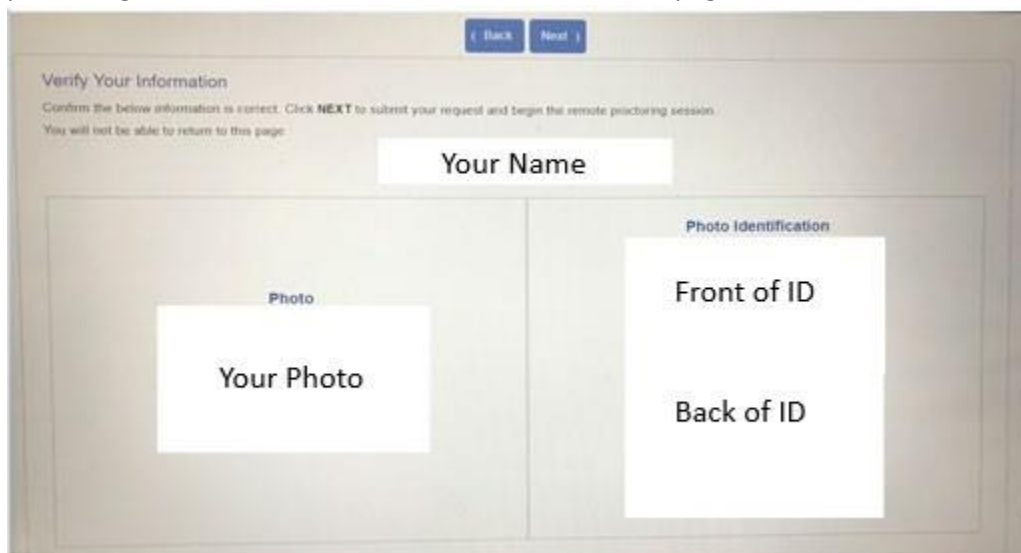 ‹ Back Next ›
Verify Your Information
Confirm the below information is correct. Click NEXT to submit your request and begin the remote proctoring session.
You will not be able to return to this page.
Your Name
Photo Identification
Front of ID
Photo
Your Photo
Back of ID